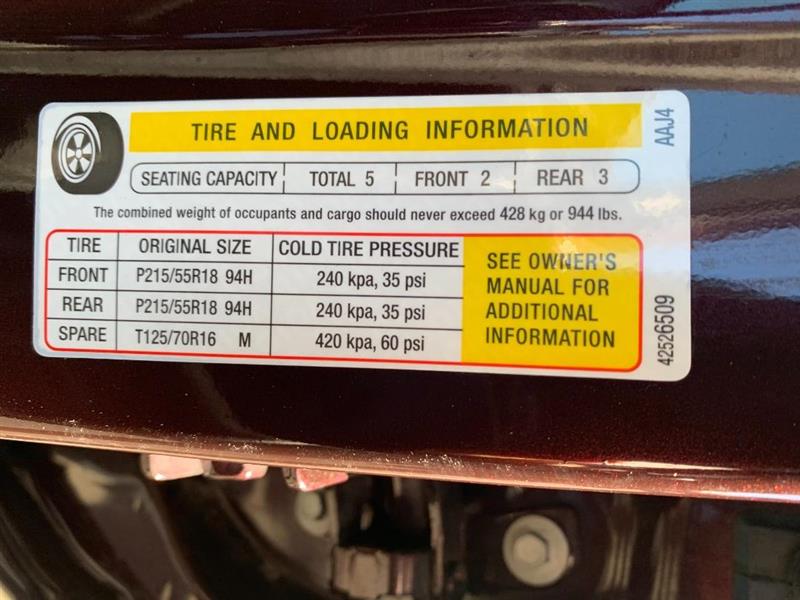 TIRE AND LOADING INFORMATION
SEATING CAPACITY TOTAL 5 FRONT 2 REAR 3
The combined weight of occupants and cargo should never exceed 428 kg or 944 lbs.
TIRE ORIGINAL SIZE COLD TIRE PRESSURE
FRONT P215/55R18 94H 240 kpa, 35 psi
REAR P215/55R18 94H 240 kpa, 35 psi
SPARE T125/70R16 M 420 kpa, 60 psi
SEE OWNER'S
MANUAL FOR
ADDITIONAL
INFORMATION
AAJ4
42526509